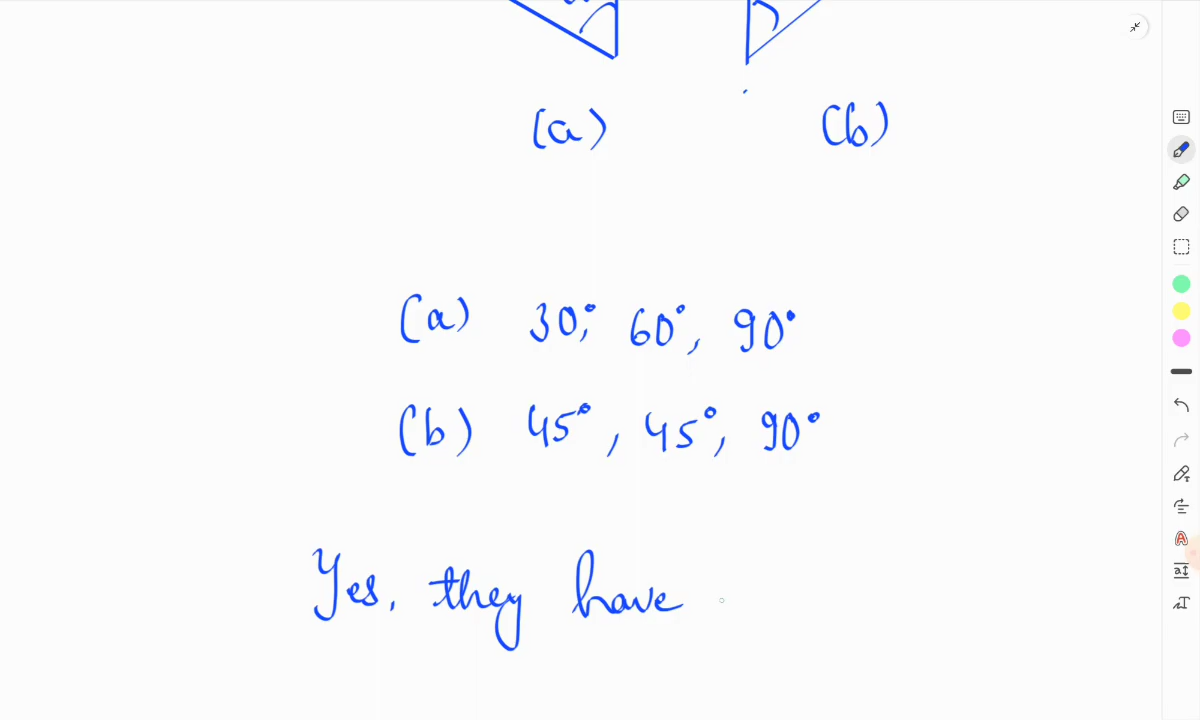 (a) (b)
(a) 30°, 60°, 90°
(b) 45°, 45°, 90°
Yes, they have